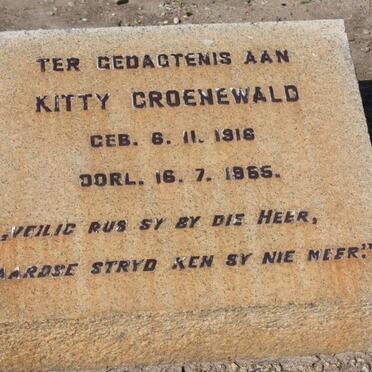 TER GEDAGTENIS AAN
KITTY GROENEWALD
GEB. 6. 11. 1916
OORL. 16. 7. 1965.
„VEILIG RUS SY BY DIE HEER,
AARDSE STRYD KEN SY NIE MEER."